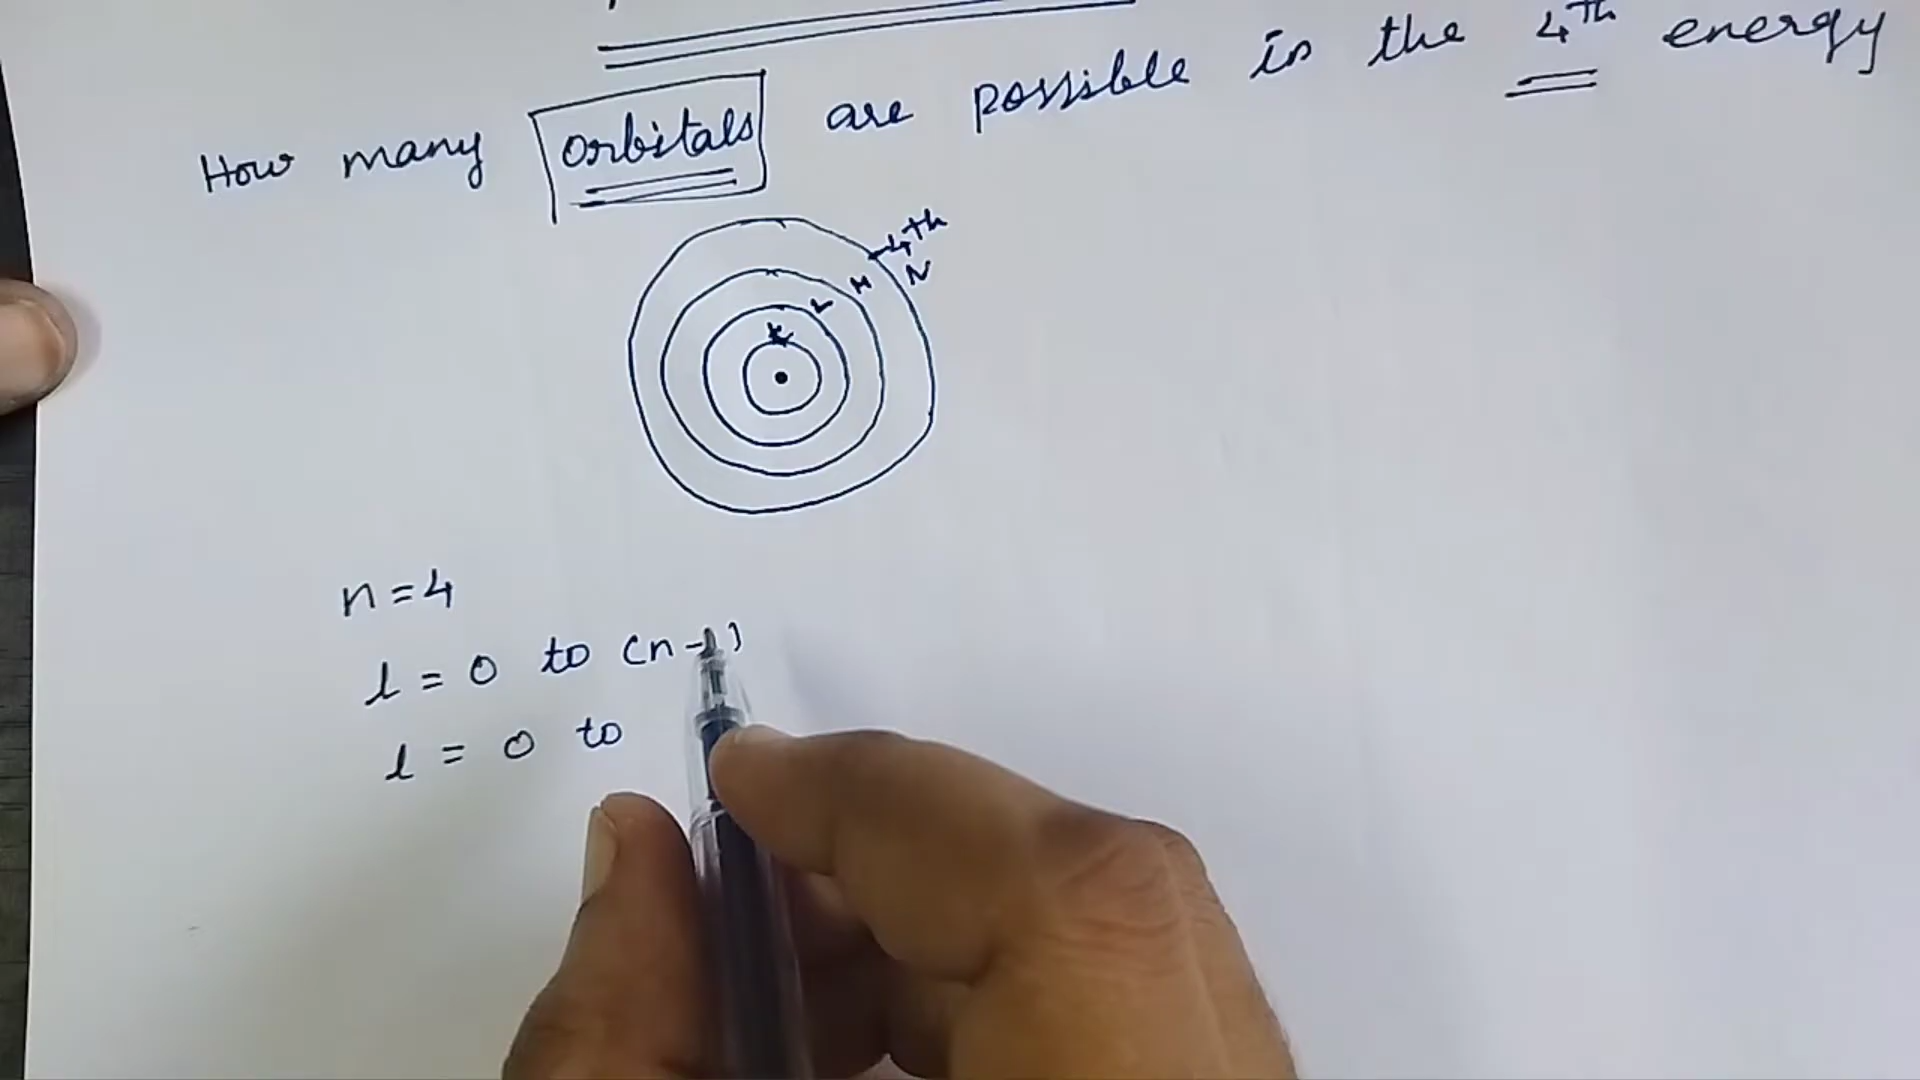 How many orbitals are possible in the 4th energy
4th
K L M N
n = 4
l = 0 to (n-1)
l = 0 to